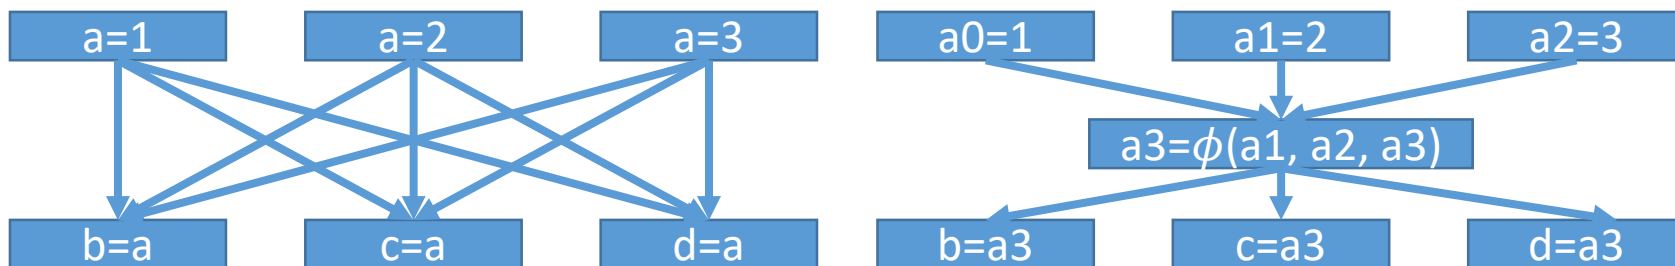 a=1 a=2 a=3 a0=1 a1=2 a2=3
a3=ϕ(a1, a2, a3)
b=a c=a d=a b=a3 c=a3 d=a3